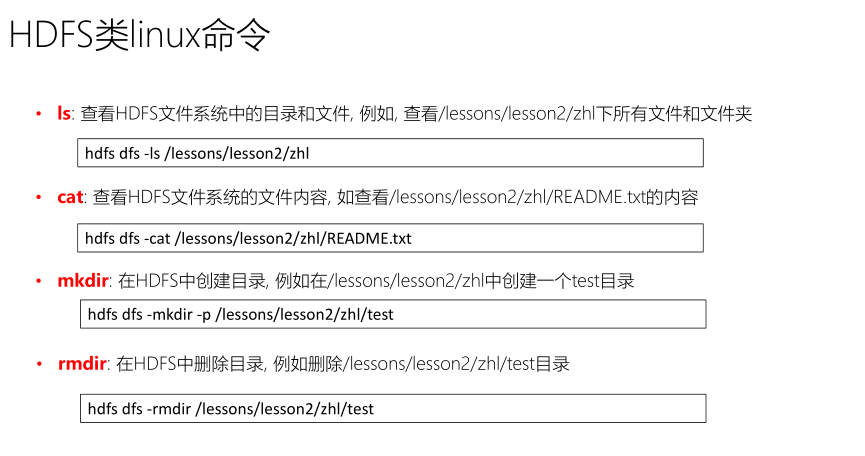 HDFS类linux命令
• ls: 查看HDFS文件系统中的目录和文件, 例如, 查看/lessons/lesson2/zhl下所有文件和文件夹
hdfs dfs -ls /lessons/lesson2/zhl
• cat: 查看HDFS文件系统的文件内容, 如查看/lessons/lesson2/zhl/README.txt的内容
hdfs dfs -cat /lessons/lesson2/zhl/README.txt
• mkdir: 在HDFS中创建目录, 例如在/lessons/lesson2/zhl中创建一个test目录
hdfs dfs -mkdir -p /lessons/lesson2/zhl/test
• rmdir: 在HDFS中删除目录, 例如删除/lessons/lesson2/zhl/test目录
hdfs dfs -rmdir /lessons/lesson2/zhl/test